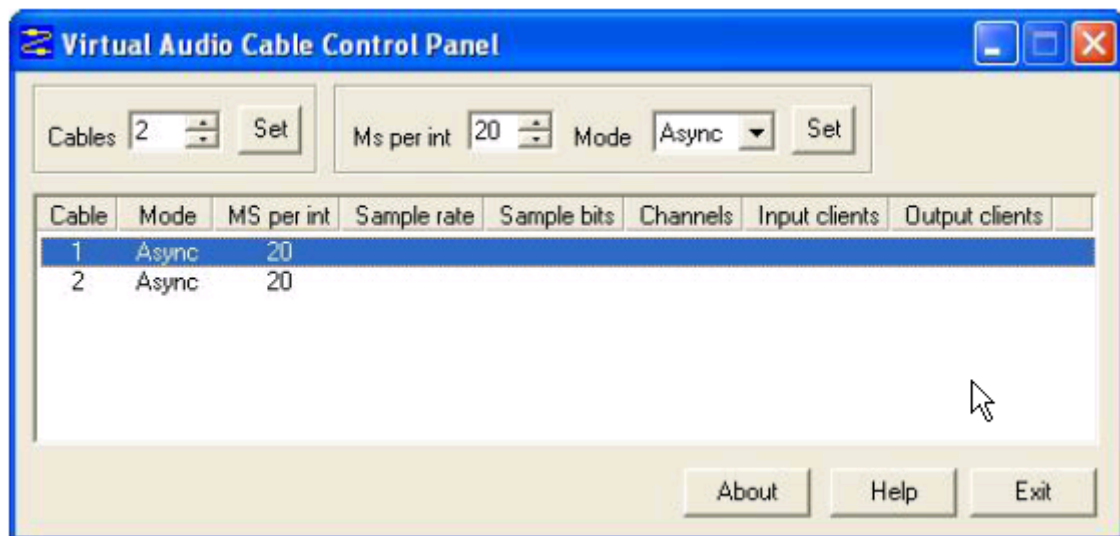 Virtual Audio Cable Control Panel
Cables 2 Set Ms per int 20 Mode Async Set
Cable Mode MS per int Sample rate Sample bits Channels Input clients Output clients
1 Async 20
2 Async 20
About Help Exit